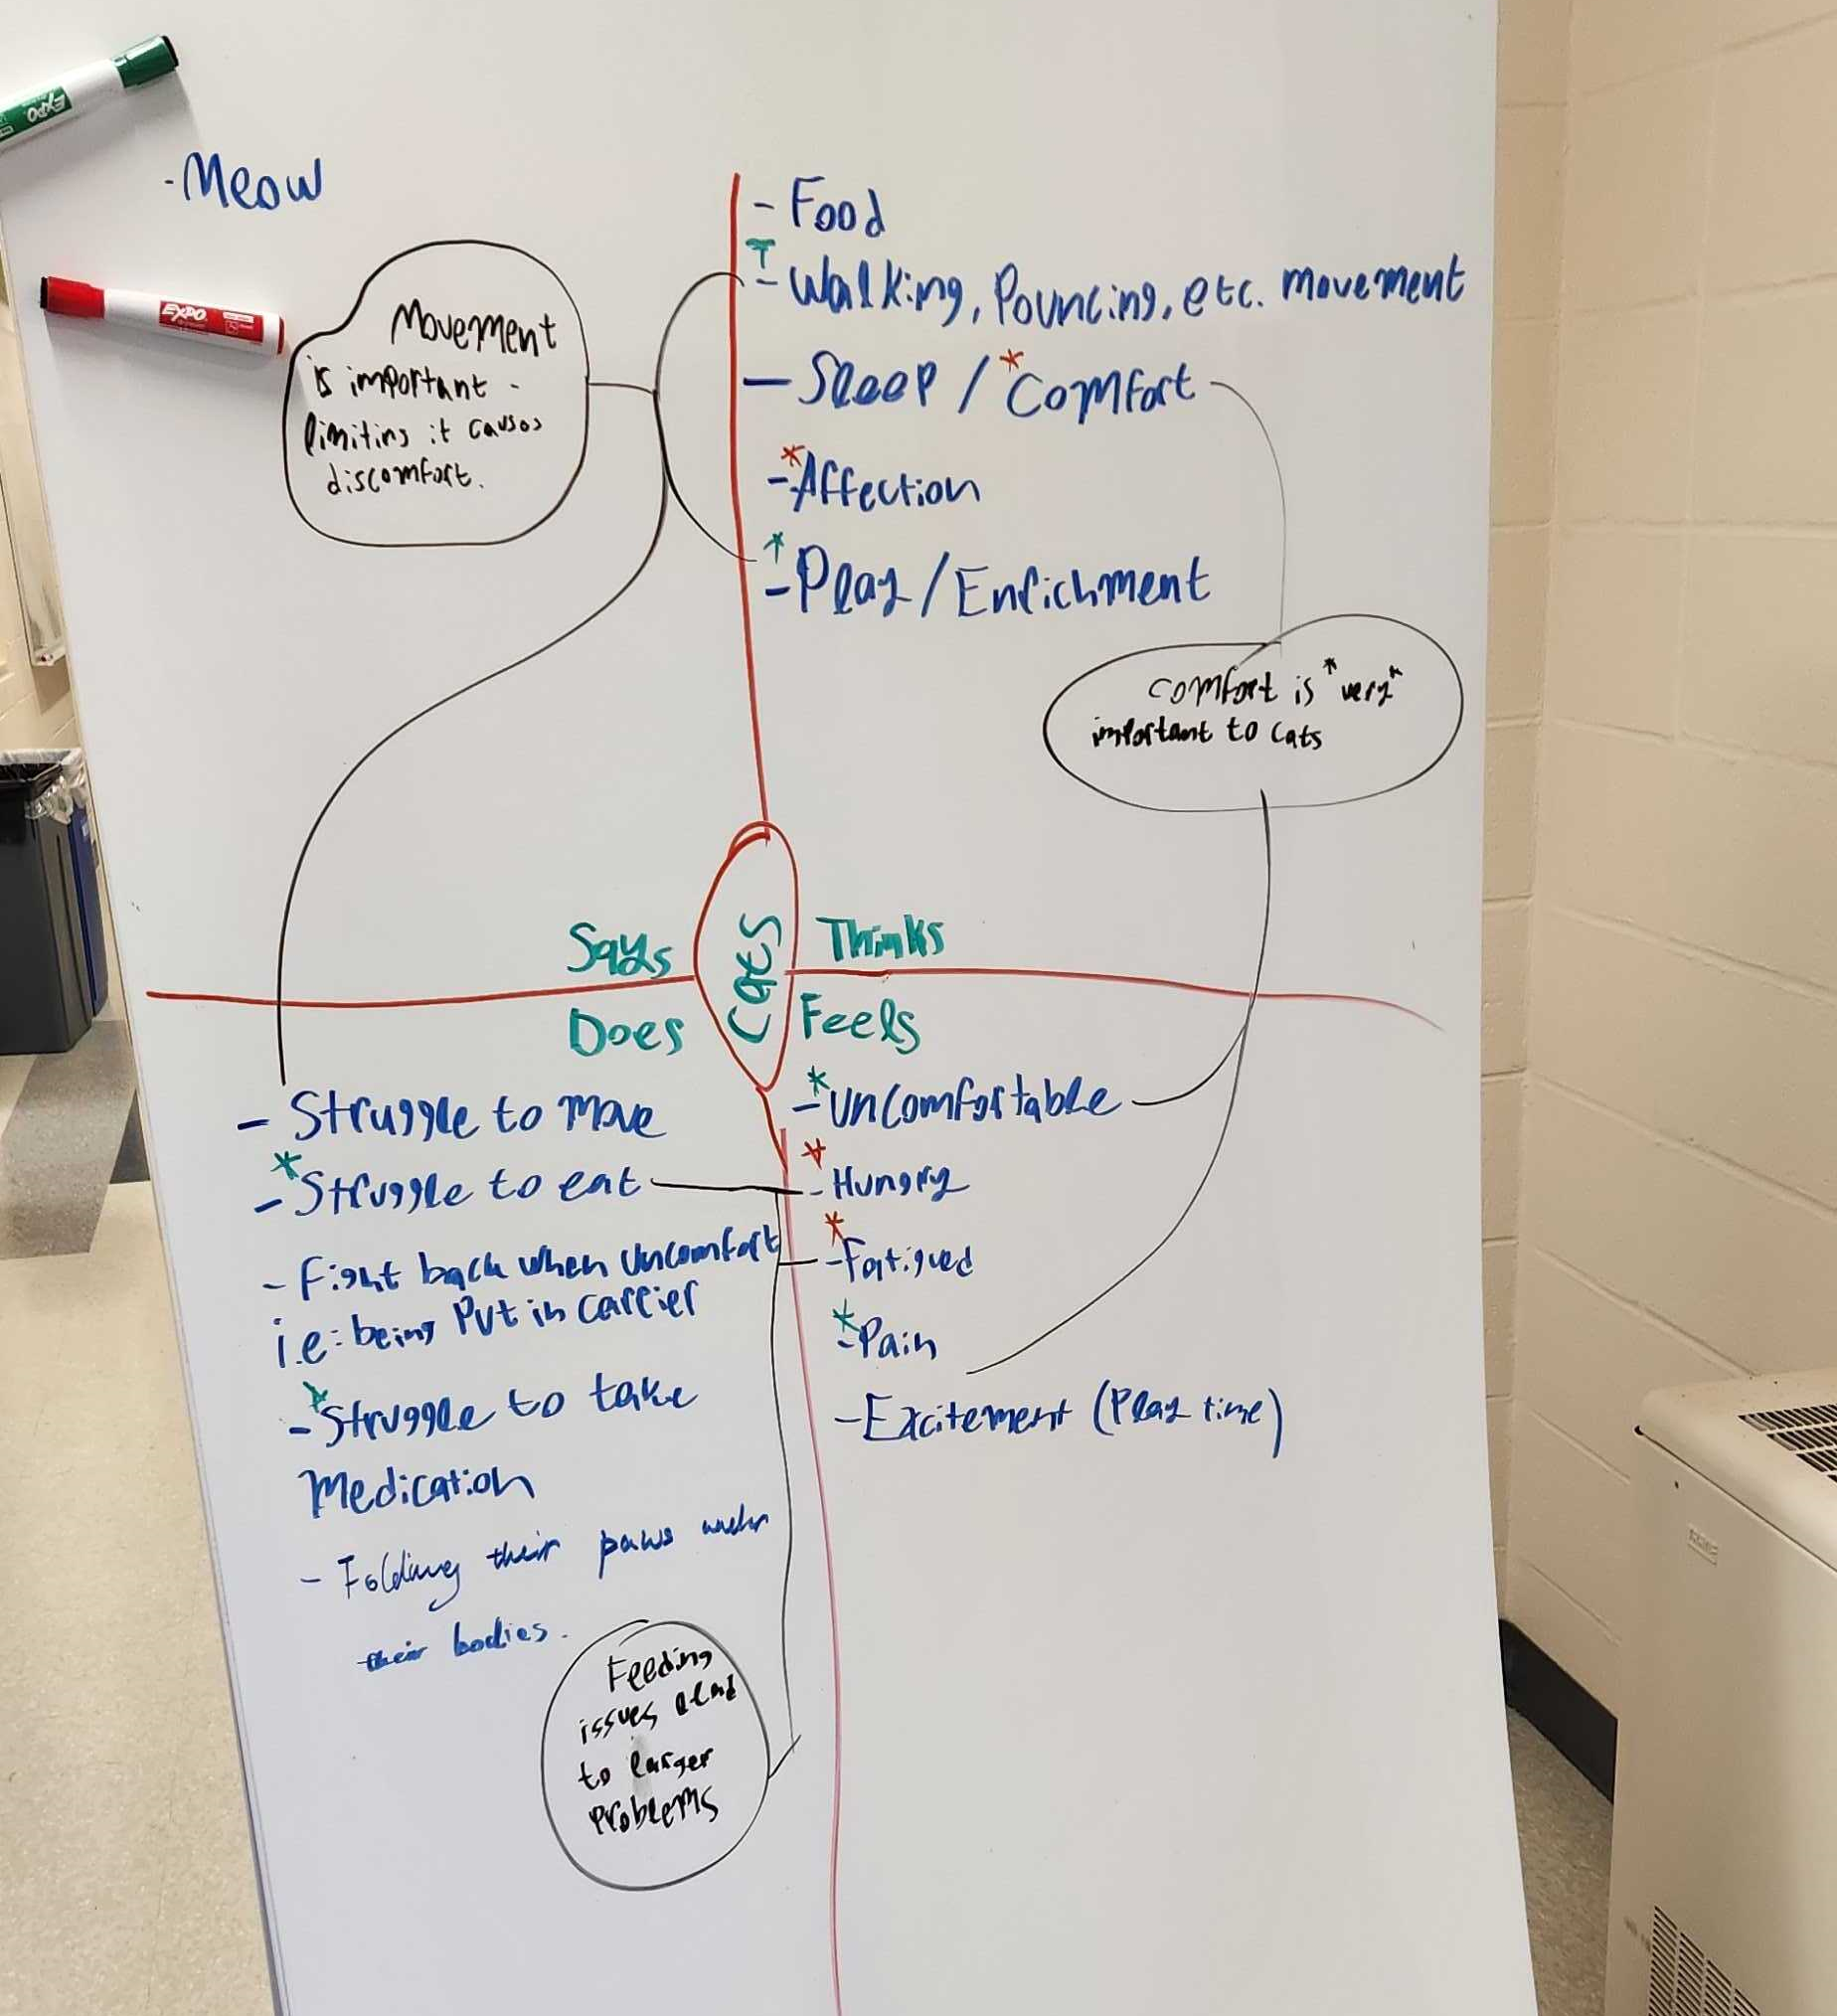 EXPO
- Meow
EXPO
Movement
is important -
limiting it causes
discomfort.
- Food
- Walking, Pouncing, etc. movement
- Sleep / *Comfort
*
- Affection
*
- Play / Enrichment
comfort is *very*
important to cats
Says
Thinks
Cats
Does
Feels
- Struggle to move
*
- Struggle to eat
- Fight back when uncomfort
i.e: being Put in carrier
*
- Struggle to take
Medication
- Folding their paws under
their bodies.
*
- Uncomfortable
*
- Hungry
*
- Fatigued
*
- Pain
- Excitement (Play time)
Feeding
issues
to larger
Problems